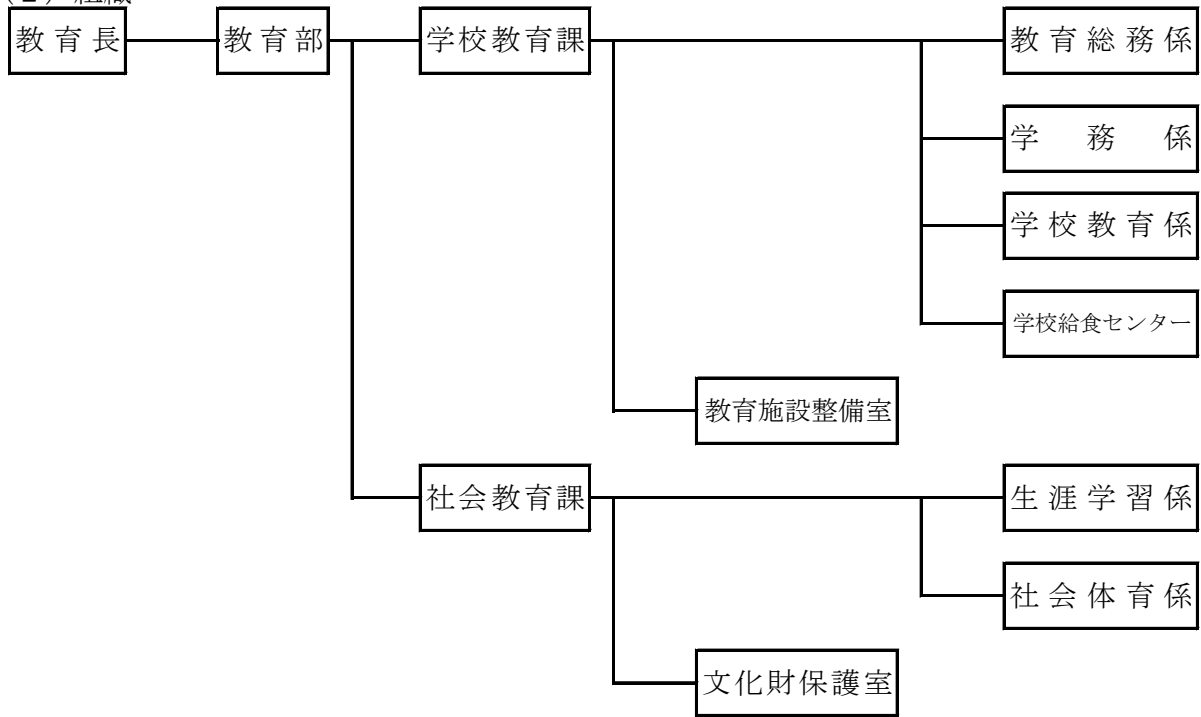 教育長 教育部 学校教育課 教育総務係
学務係
学校教育係
学校給食センター
教育施設整備室
社会教育課 生涯学習係
社会体育係
文化財保護室